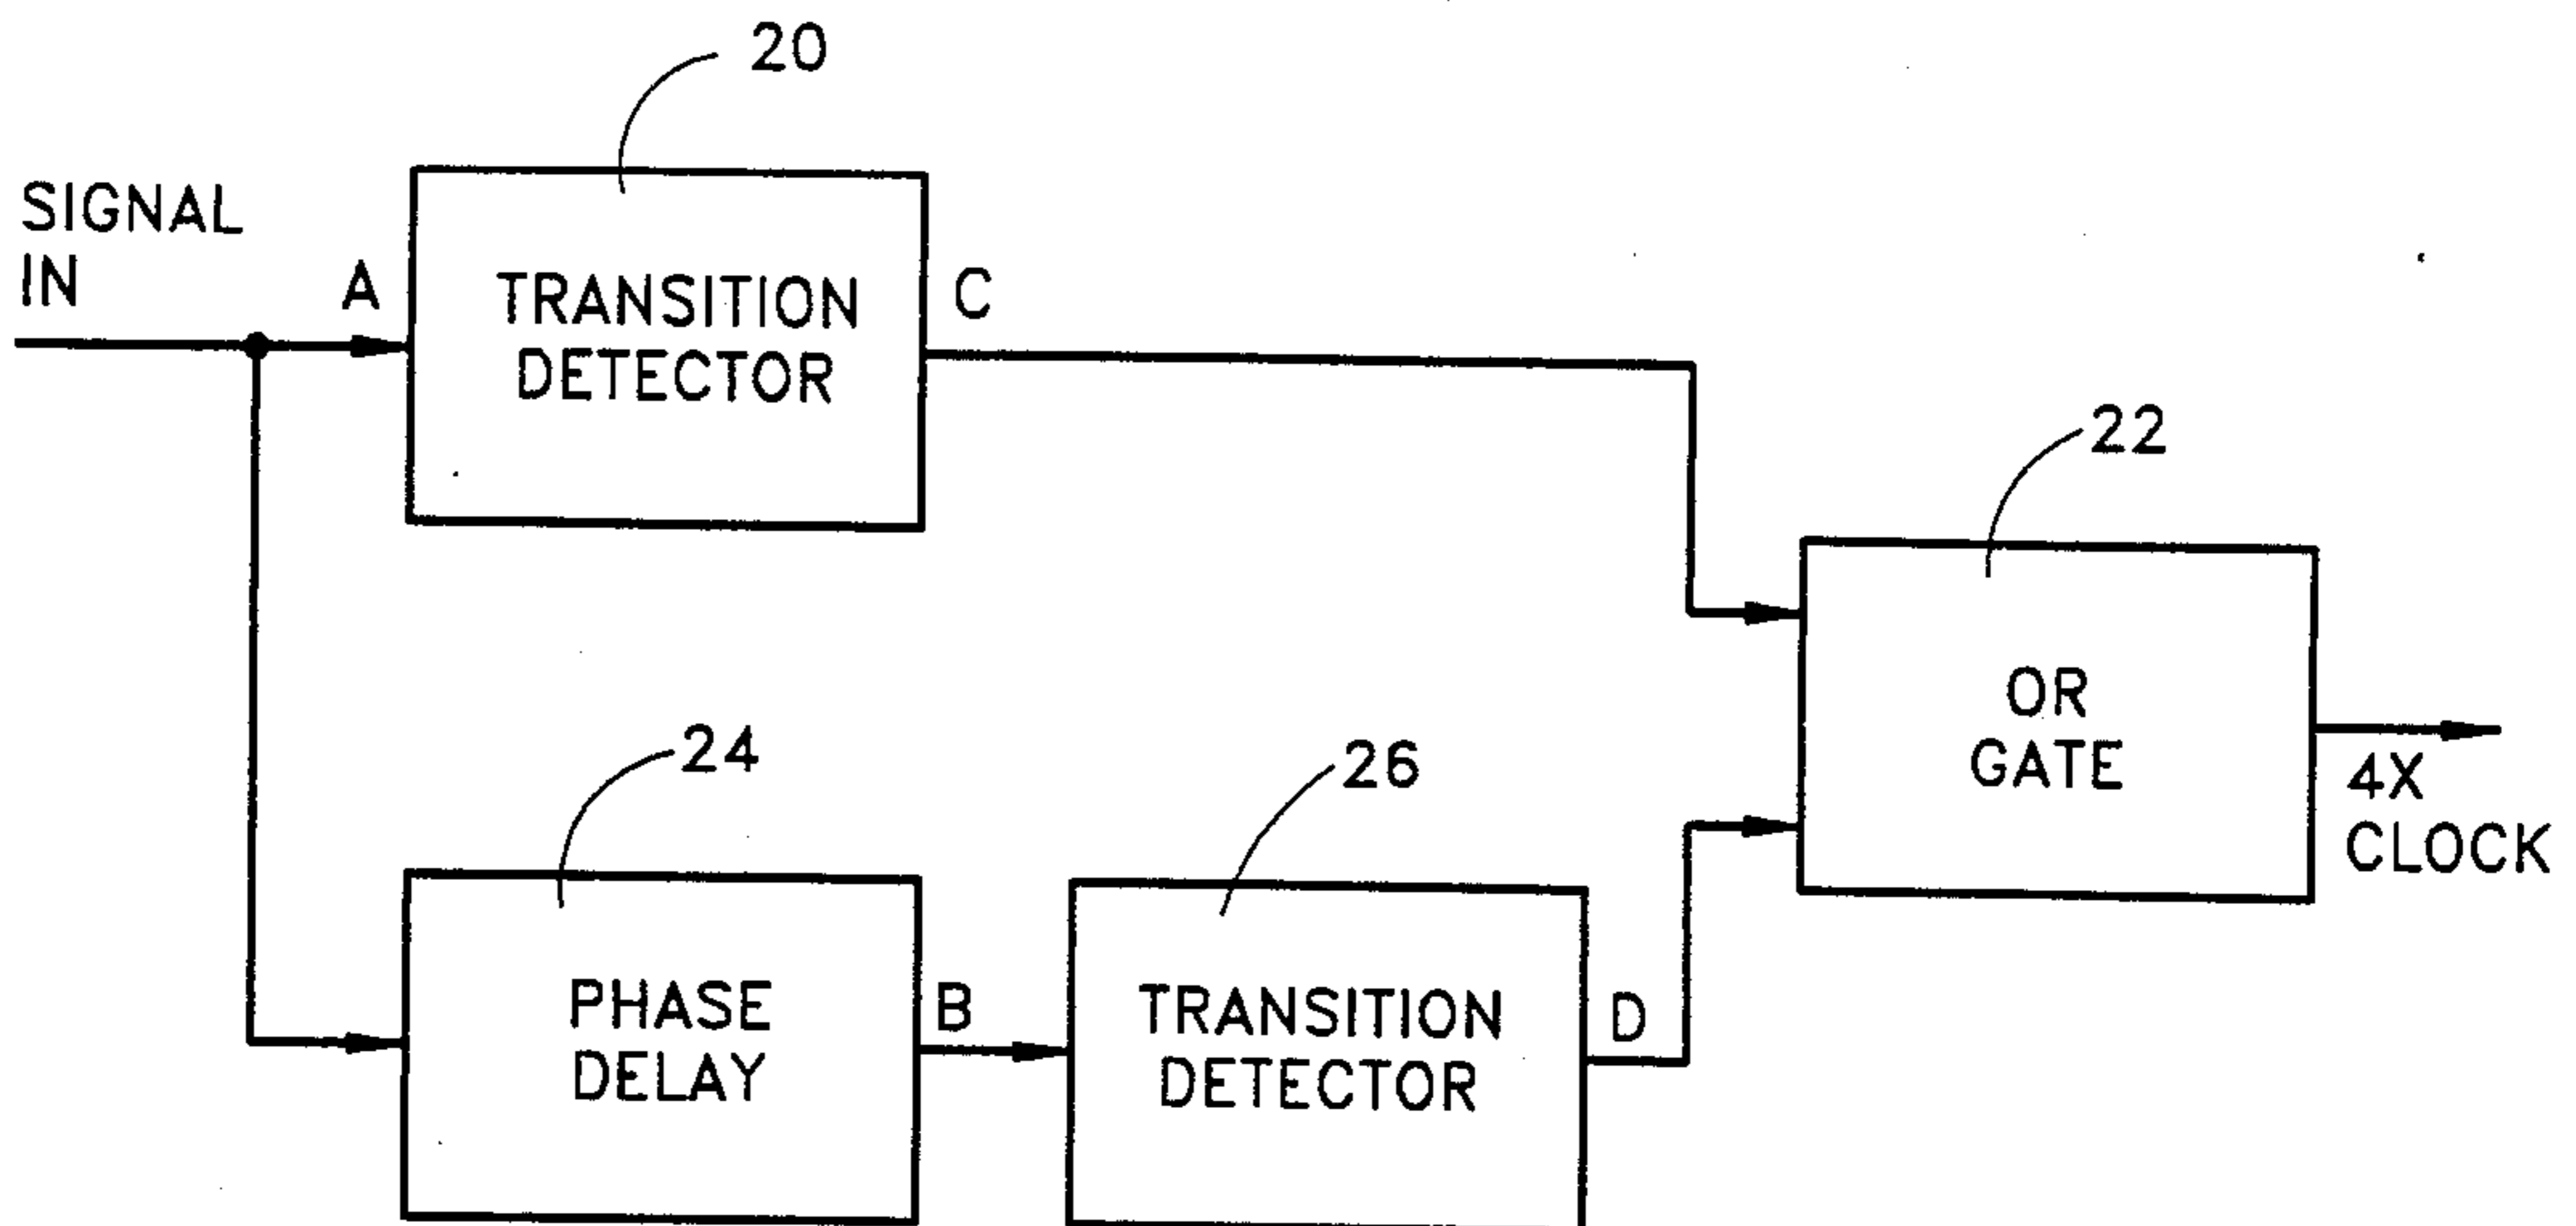 20
SIGNAL
IN
A
TRANSITION
DETECTOR
C
22
OR
GATE
4X
CLOCK
24
26
PHASE
DELAY
B
TRANSITION
DETECTOR
D